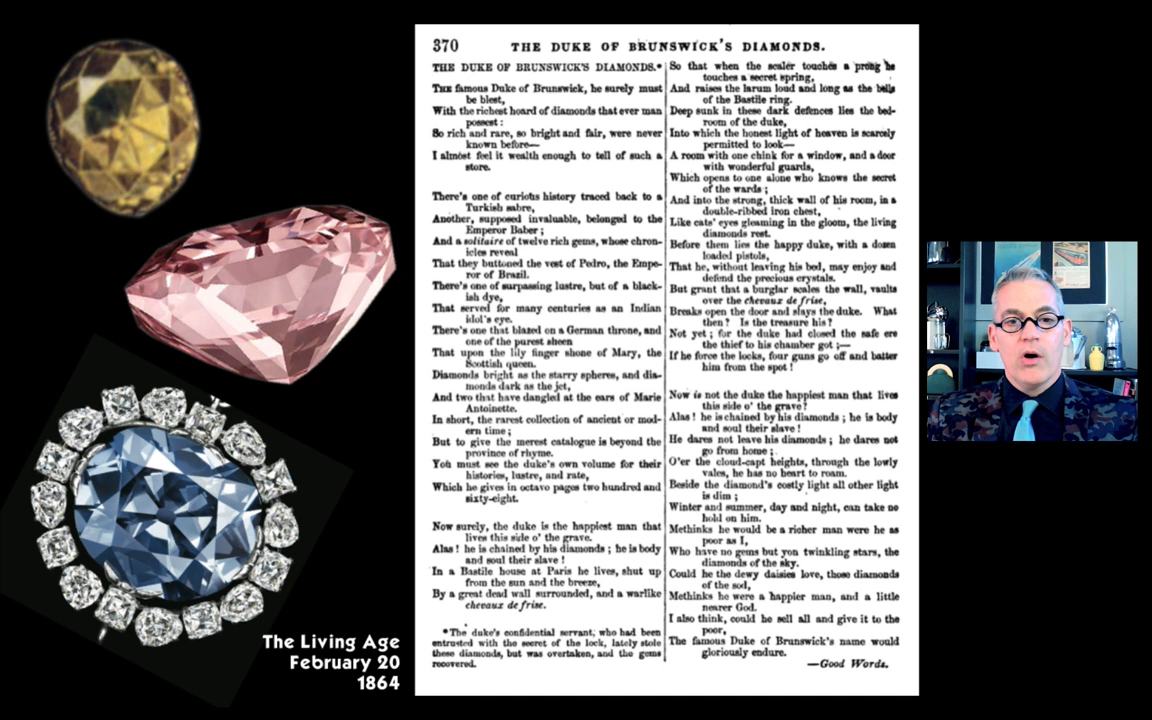 370 THE DUKE OF BRUNSWICK'S DIAMONDS.
THE DUKE OF BRUNSWICK'S DIAMONDS.*
THE famous Duke of Brunswick, he surely must
be blest,
With the richest hoard of diamonds that ever man
possest:
So rich and rare, so bright and fair, were never
known before—
I almost feel it wealth enough to tell of such a
store.
There's one of curious history traced back to a
Turkish sabre,
Another, supposed invaluable, belonged to the
Emperor Baber;
And a solitaire of twelve rich gems, whose chron-
icles reveal
That they buttoned the vest of Pedro, the Empe-
ror of Brazil.
There's one of surpassing lustre, but of a black-
ish dye,
That served for many centuries as an Indian
idol's eye.
There's one that blazed on a German throne, and
one of the purest sheen
That upon the lily finger shone of Mary, the
Scottish queen.
Diamonds bright as the starry spheres, and dia-
monds dark as the jet,
And two that have dangled at the ears of Marie
Antoinette.
In short, the rarest collection of ancient or mod-
ern time;
But to give the merest catalogue is beyond the
province of rhyme.
You must see the duke's own volume for their
histories, lustre, and rate,
Which he gives in octavo pages two hundred and
sixty-eight.
Now surely, the duke is the happiest man that
lives this side o' the grave.
Alas! he is chained by his diamonds; he is body
and soul their slave!
In a Bastile house at Paris he lives, shut up
from the sun and the breeze,
By a great dead wall surrounded, and a warlike
chevaux de frise.
*The duke's confidential servant, who had been
entrusted with the secret of the lock, lately stole
these diamonds, but was overtaken, and the gems
recovered.
So that when the scaler touches a prong he
touches a secret spring,
And raises the larum loud and long as the bells
of the Bastile ring.
Deep sunk in these dark defences lies the bed-
room of the duke,
Into which the honest light of heaven is scarcely
permitted to look—
A room with one chink for a window, and a door
with wonderful guards,
Which opens to one alone who knows the secret
of the wards;
And into the strong, thick wall of his room, in a
double-ribbed iron chest,
Like cats' eyes gleaming in the gloom, the living
diamonds rest.
Before them lies the happy duke, with a dozen
loaded pistols,
That he, without leaving his bed, may enjoy and
defend the precious crystals.
But grant that a burglar scales the wall, vaults
over the chevaux de frise,
Breaks open the door and slays the duke. What
then? Is the treasure his?
Not yet; for the duke had closed the safe ere
the thief to his chamber got;—
If he force the locks, four guns go off and batter
him from the spot!
Now is not the duke the happiest man that lives
this side o' the grave?
Alas! he is chained by his diamonds; he is body
and soul their slave!
He dares not leave his diamonds; he dares not
go from home;
O'er the cloud-capt heights, through the lowly
vales, he has no heart to roam.
Beside the diamond's costly light all other light
is dim;
Winter and summer, day and night, can take no
hold on him.
Methinks he would be a richer man were he as
poor as I,
Who have no gems but yon twinkling stars, the
diamonds of the sky.
Could he the dewy daisies love, those diamonds
of the sod,
Methinks he were a happier man, and a little
nearer God.
I also think, could he sell all and give it to the
poor,
The famous Duke of Brunswick's name would
gloriously endure.
—Good Words.
The Living Age
February 20
1864